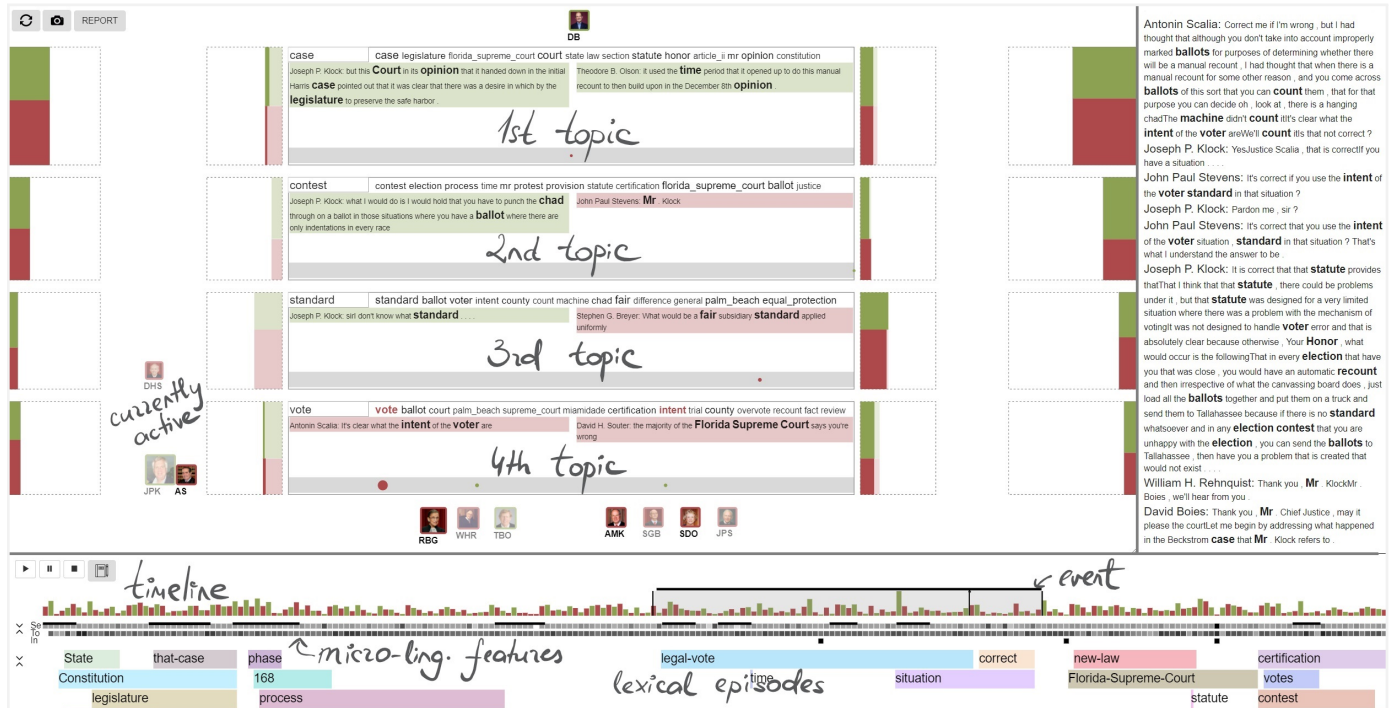 REPORT
DB
case
case legislature florida_supreme_court court state law section statute honor article_ii mr opinion constitution
Joseph P. Klock: but this Court in its opinion that it handed down in the initial
Harris case pointed out that it was clear that there was a desire in which by the
legislature to preserve the safe harbor .
Theodore B. Olson: it used the time period that it opened up to do this manual
recount to then build upon in the December 8th opinion .
1st topic
contest
contest election process time mr protest provision statute certification florida_supreme_court ballot justice
Joseph P. Klock: what I would do is I would hold that you have to punch the chad
through on a ballot in those situations where you have a ballot where there are
only indentations in every race
John Paul Stevens: Mr . Klock
2nd topic
standard
standard ballot voter intent county count machine chad fair difference general palm_beach equal_protection
Joseph P. Klock: sirI don't know what standard . . . .
Stephen G. Breyer: What would be a fair subsidiary standard applied
uniformly
3rd topic
DHS
currently
active
JPK
AS
vote
vote ballot court palm_beach supreme_court miamidade certification intent trial county overvote recount fact review
Antonin Scalia: It's clear what the intent of the voter are
David H. Souter: the majority of the Florida Supreme Court says you're
wrong
4th topic
RBG
WHR
TBO
AMK
SGB
SDO
JPS
Antonin Scalia: Correct me if I'm wrong , but I had
thought that although you don't take into account improperly
marked ballots for purposes of determining whether there
will be a manual recount , I had thought that when there is a
manual recount for some other reason , and you come across
ballots of this sort that you can count them , that for that
purpose you can decide oh , look at , there is a hanging
chadThe machine didn't count itIt's clear what the
intent of the voter areWe'll count itIs that not correct ?
Joseph P. Klock: YesJustice Scalia , that is correctIf you
have a situation . . . .
John Paul Stevens: It's correct if you use the intent of
the voter standard in that situation ?
Joseph P. Klock: Pardon me , sir ?
John Paul Stevens: It's correct that you use the intent
of the voter situation , standard in that situation ? That's
what I understand the answer to be .
Joseph P. Klock: It is correct that that statute provides
thatThat I think that that statute , there could be problems
under it , but that statute was designed for a very limited
situation where there was a problem with the mechanism of
votingIt was not designed to handle voter error and that is
absolutely clear because otherwise , Your Honor , what
would occur is the followingThat in every election that have
you that was close , you would have an automatic recount
and then irrespective of what the canvassing board does , just
load all the ballots together and put them on a truck and
send them to Tallahassee because if there is no standard
whatsoever and in any election contest that you are
unhappy with the election , you can send the ballots to
Tallahassee , then have you a problem that is created that
would not exist . . . .
William H. Rehnquist: Thank you , Mr . KlockMr .
Boies , we'll hear from you .
David Boies: Thank you , Mr . Chief Justice , may it
please the courtLet me begin by addressing what happened
in the Beckstrom case that Mr . Klock refers to .
timeline
event
Se
To
In
micro-ling. features
lexical episodes
State
that-case
phase
legal-vote
correct
new-law
certification
Constitution
168
time
situation
Florida-Supreme-Court
votes
legislature
process
statute
contest